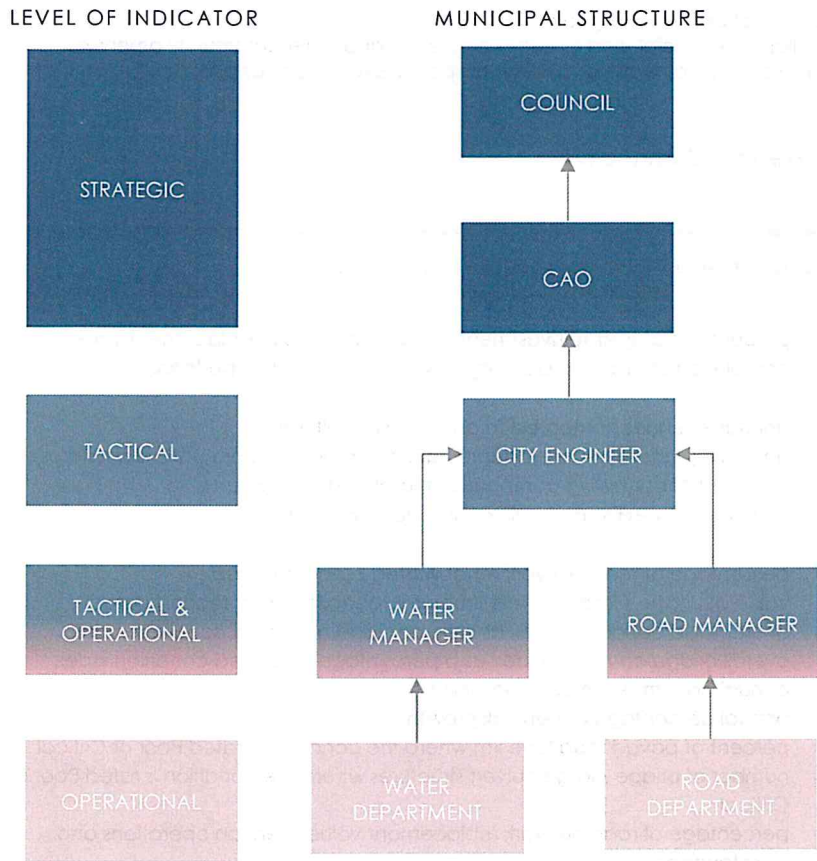 LEVEL OF INDICATOR
MUNICIPAL STRUCTURE
STRATEGIC
COUNCIL
CAO
TACTICAL
CITY ENGINEER
TACTICAL &
OPERATIONAL
WATER
MANAGER
ROAD MANAGER
OPERATIONAL
WATER
DEPARTMENT
ROAD
DEPARTMENT